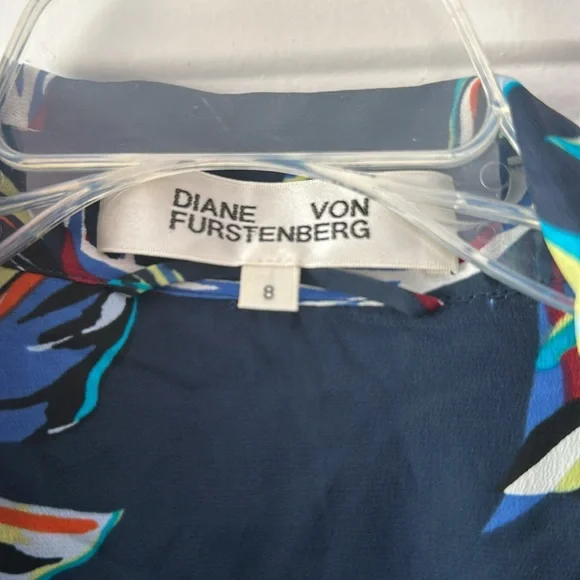 DIANE VON
FURSTENBERG
8